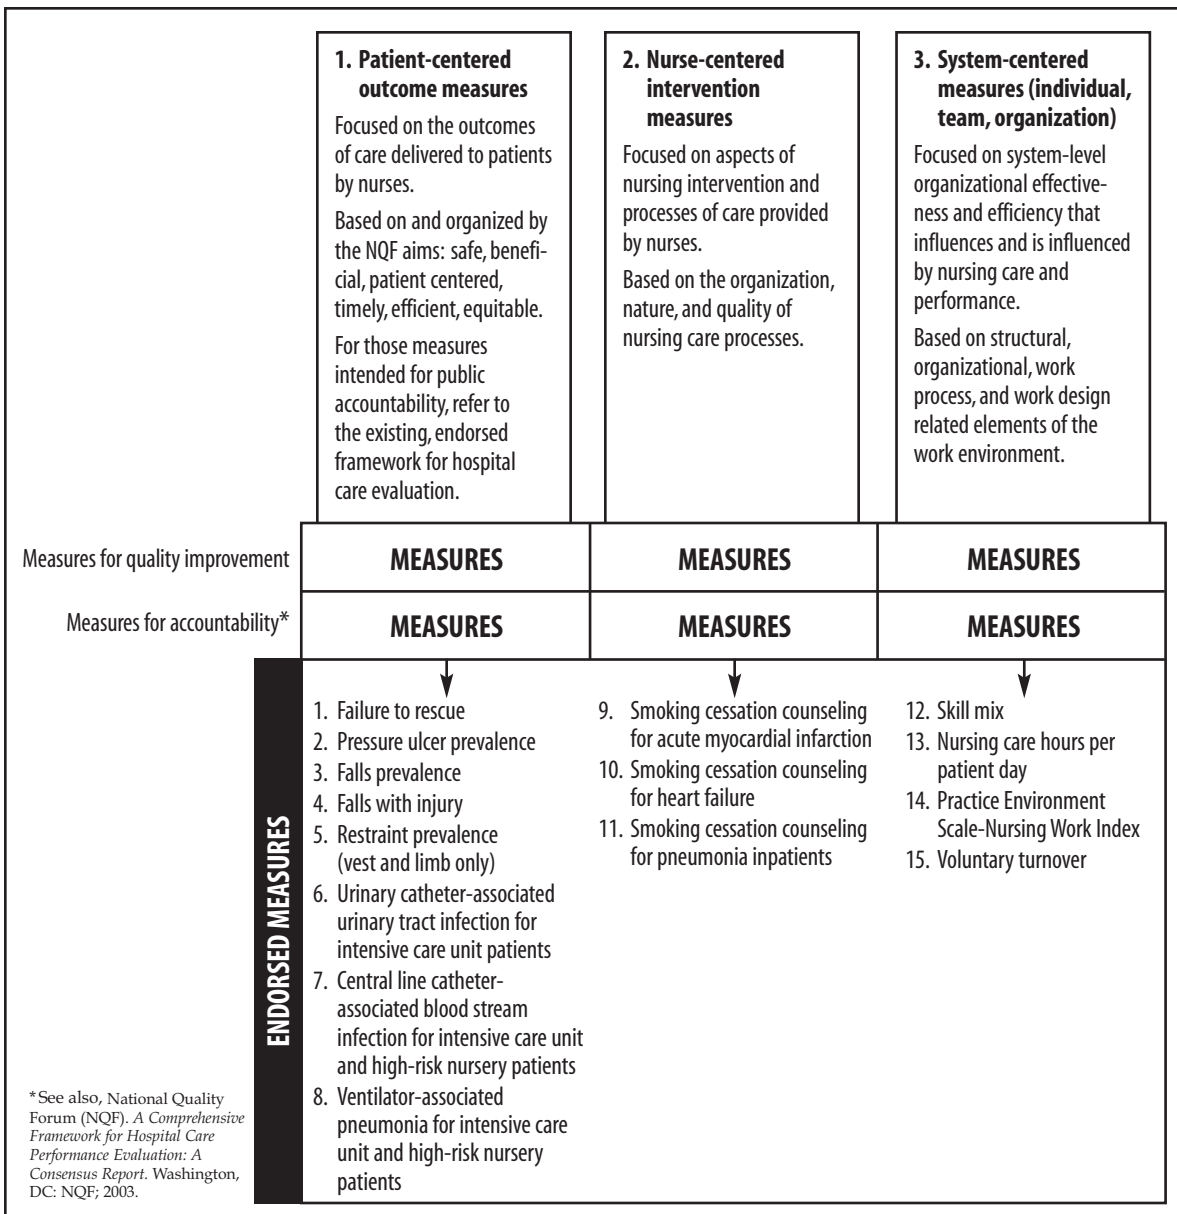 1. Patient-centered
outcome measures
Focused on the outcomes
of care delivered to patients
by nurses.
Based on and organized by
the NQF aims: safe, benefi-
cial, patient centered,
timely, efficient, equitable.
For those measures
intended for public
accountability, refer to
the existing, endorsed
framework for hospital
care evaluation.
2. Nurse-centered
intervention
measures
Focused on aspects of
nursing intervention and
processes of care provided
by nurses.
Based on the organization,
nature, and quality of
nursing care processes.
3. System-centered
measures (individual,
team, organization)
Focused on system-level
organizational effective-
ness and efficiency that
influences and is influenced
by nursing care and
performance.
Based on structural,
organizational, work
process, and work design
related elements of the
work environment.
Measures for quality improvement
MEASURES
MEASURES
MEASURES
Measures for accountability*
MEASURES
MEASURES
MEASURES
ENDORSED MEASURES
1. Failure to rescue
2. Pressure ulcer prevalence
3. Falls prevalence
4. Falls with injury
5. Restraint prevalence
(vest and limb only)
6. Urinary catheter-associated
urinary tract infection for
intensive care unit patients
7. Central line catheter-
associated blood stream
infection for intensive care unit
and high-risk nursery patients
8. Ventilator-associated
pneumonia for intensive care
unit and high-risk nursery
patients
9. Smoking cessation counseling
for acute myocardial infarction
10. Smoking cessation counseling
for heart failure
11. Smoking cessation counseling
for pneumonia inpatients
12. Skill mix
13. Nursing care hours per
patient day
14. Practice Environment
Scale-Nursing Work Index
15. Voluntary turnover
*See also, National Quality
Forum (NQF). A Comprehensive
Framework for Hospital Care
Performance Evaluation: A
Consensus Report. Washington,
DC: NQF; 2003.